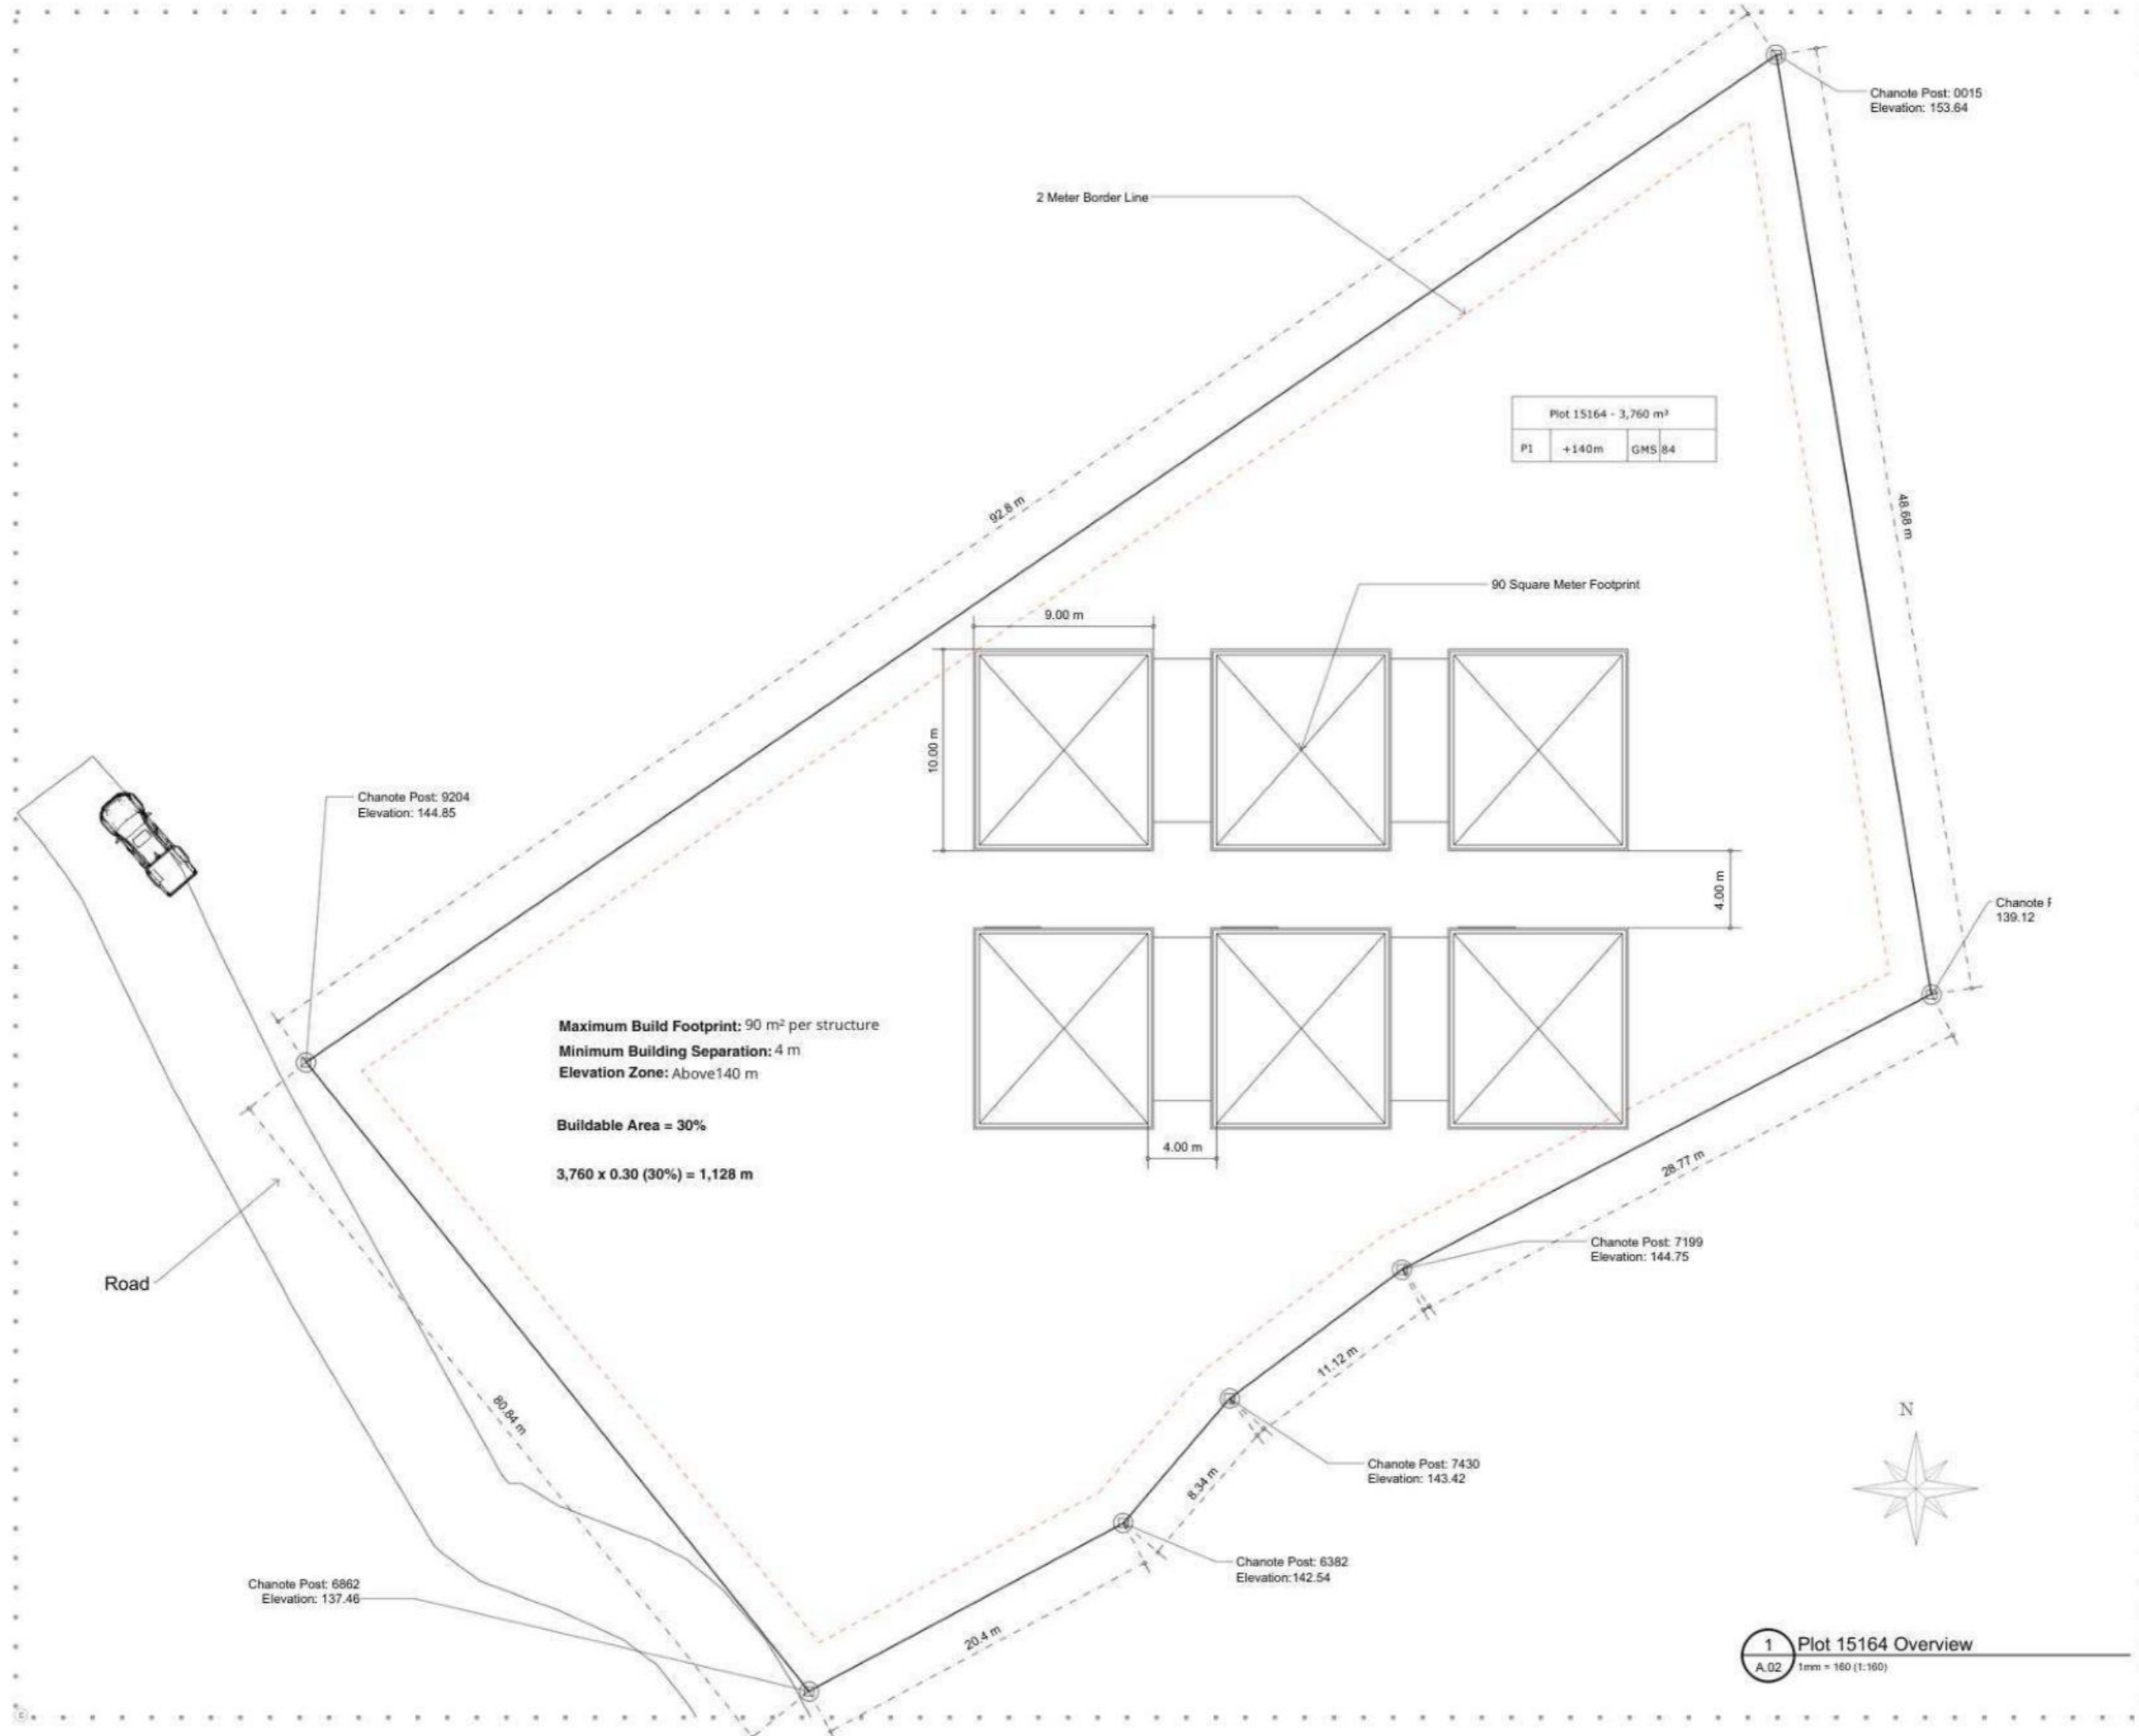 Chanote Post: 0015
Elevation: 153.64
2 Meter Border Line
Plot 15164 - 3,760 m²
P1 +140m GMS 84
92.8 m
48.68 m
90 Square Meter Footprint
9.00 m
10.00 m
Chanote Post: 9204
Elevation: 144.85
4.00 m
Chanote
139.12
Maximum Build Footprint: 90 m² per structure
Minimum Building Separation: 4 m
Elevation Zone: Above140 m
Buildable Area = 30%
3,760 x 0.30 (30%) = 1,128 m
4.00 m
28.77 m
Chanote Post: 7199
Elevation: 144.75
Road
11.12 m
80.84 m
N
Chanote Post: 7430
Elevation: 143.42
8.34 m
Chanote Post: 6382
Elevation:142.54
Chanote Post: 6862
Elevation: 137.46
20.4 m
1 Plot 15164 Overview
A.02 1mm = 160 (1:160)